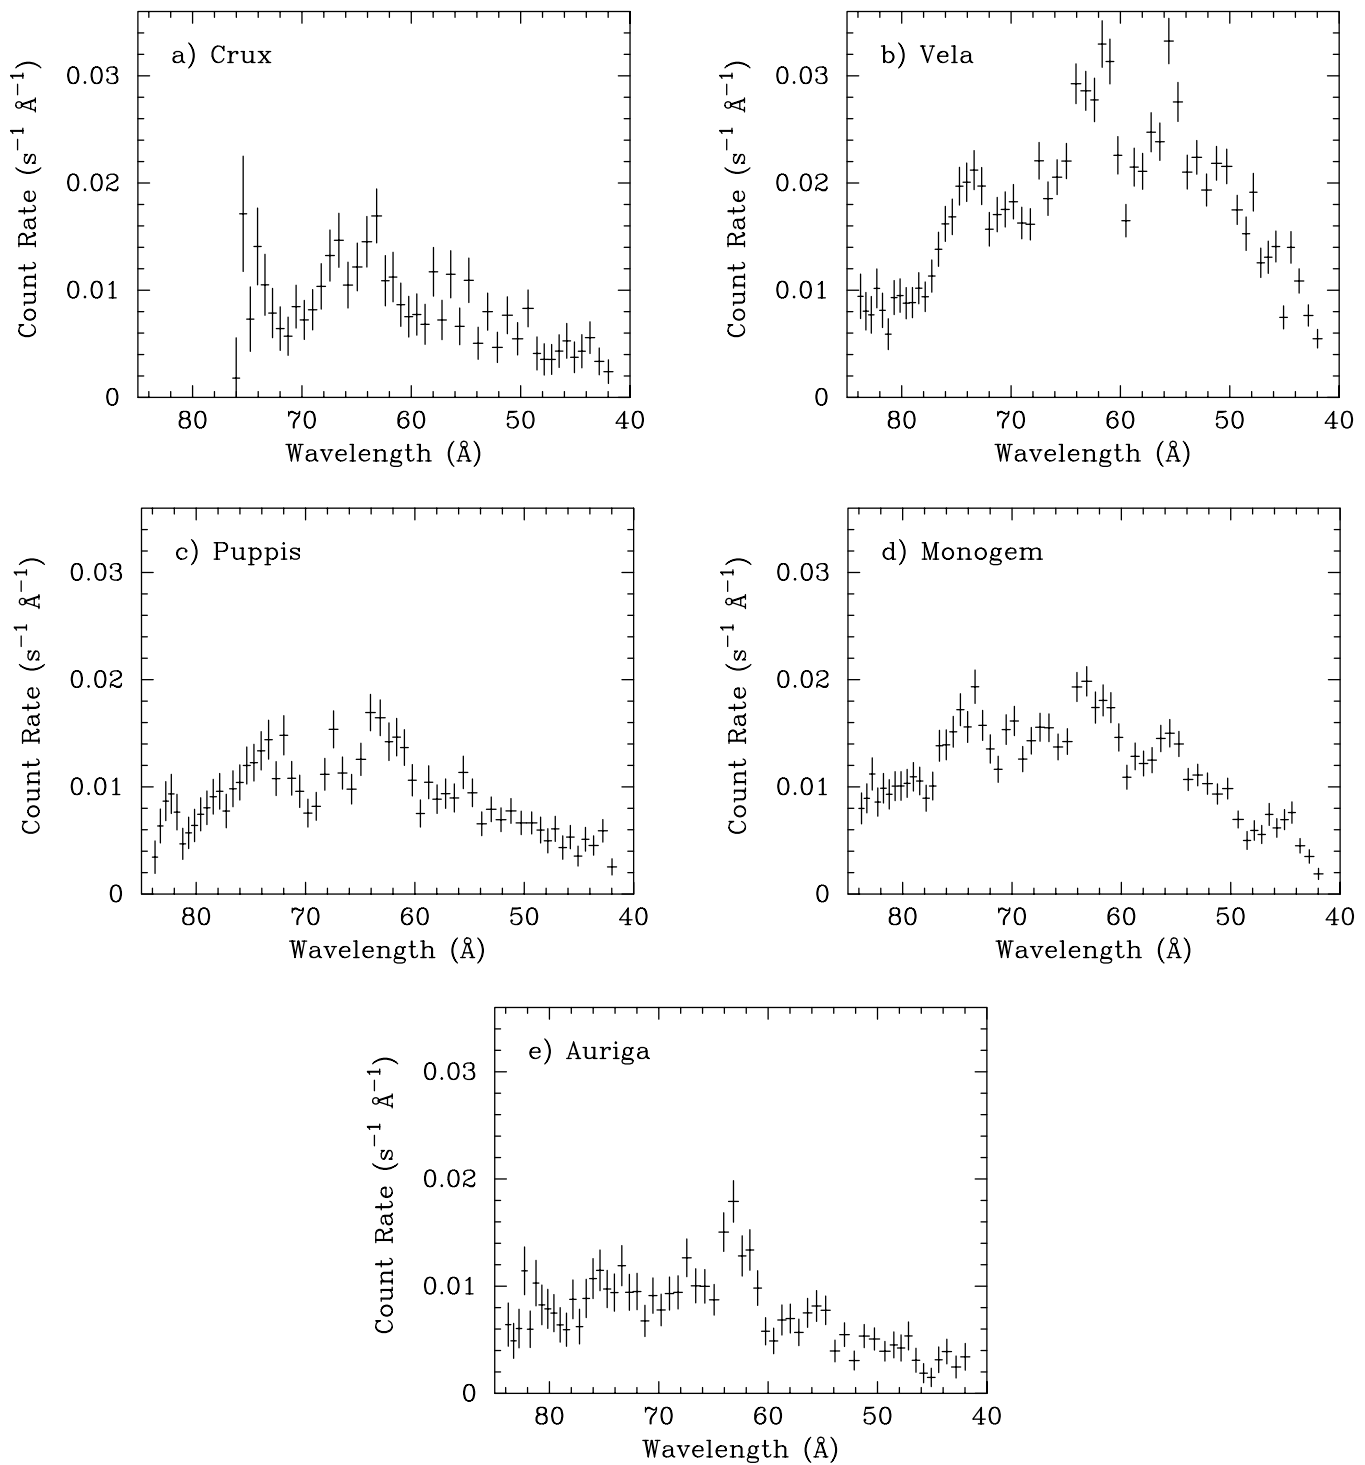 a) Crux
0.03
0.02
0.01
0
Count Rate (s⁻¹ Å⁻¹)
80 70 60 50 40
Wavelength (Å)
b) Vela
0.03
0.02
0.01
0
Count Rate (s⁻¹ Å⁻¹)
80 70 60 50 40
Wavelength (Å)
c) Puppis
0.03
0.02
0.01
0
Count Rate (s⁻¹ Å⁻¹)
80 70 60 50 40
Wavelength (Å)
d) Monogem
0.03
0.02
0.01
0
Count Rate (s⁻¹ Å⁻¹)
80 70 60 50 40
Wavelength (Å)
e) Auriga
0.03
0.02
0.01
0
Count Rate (s⁻¹ Å⁻¹)
80 70 60 50 40
Wavelength (Å)